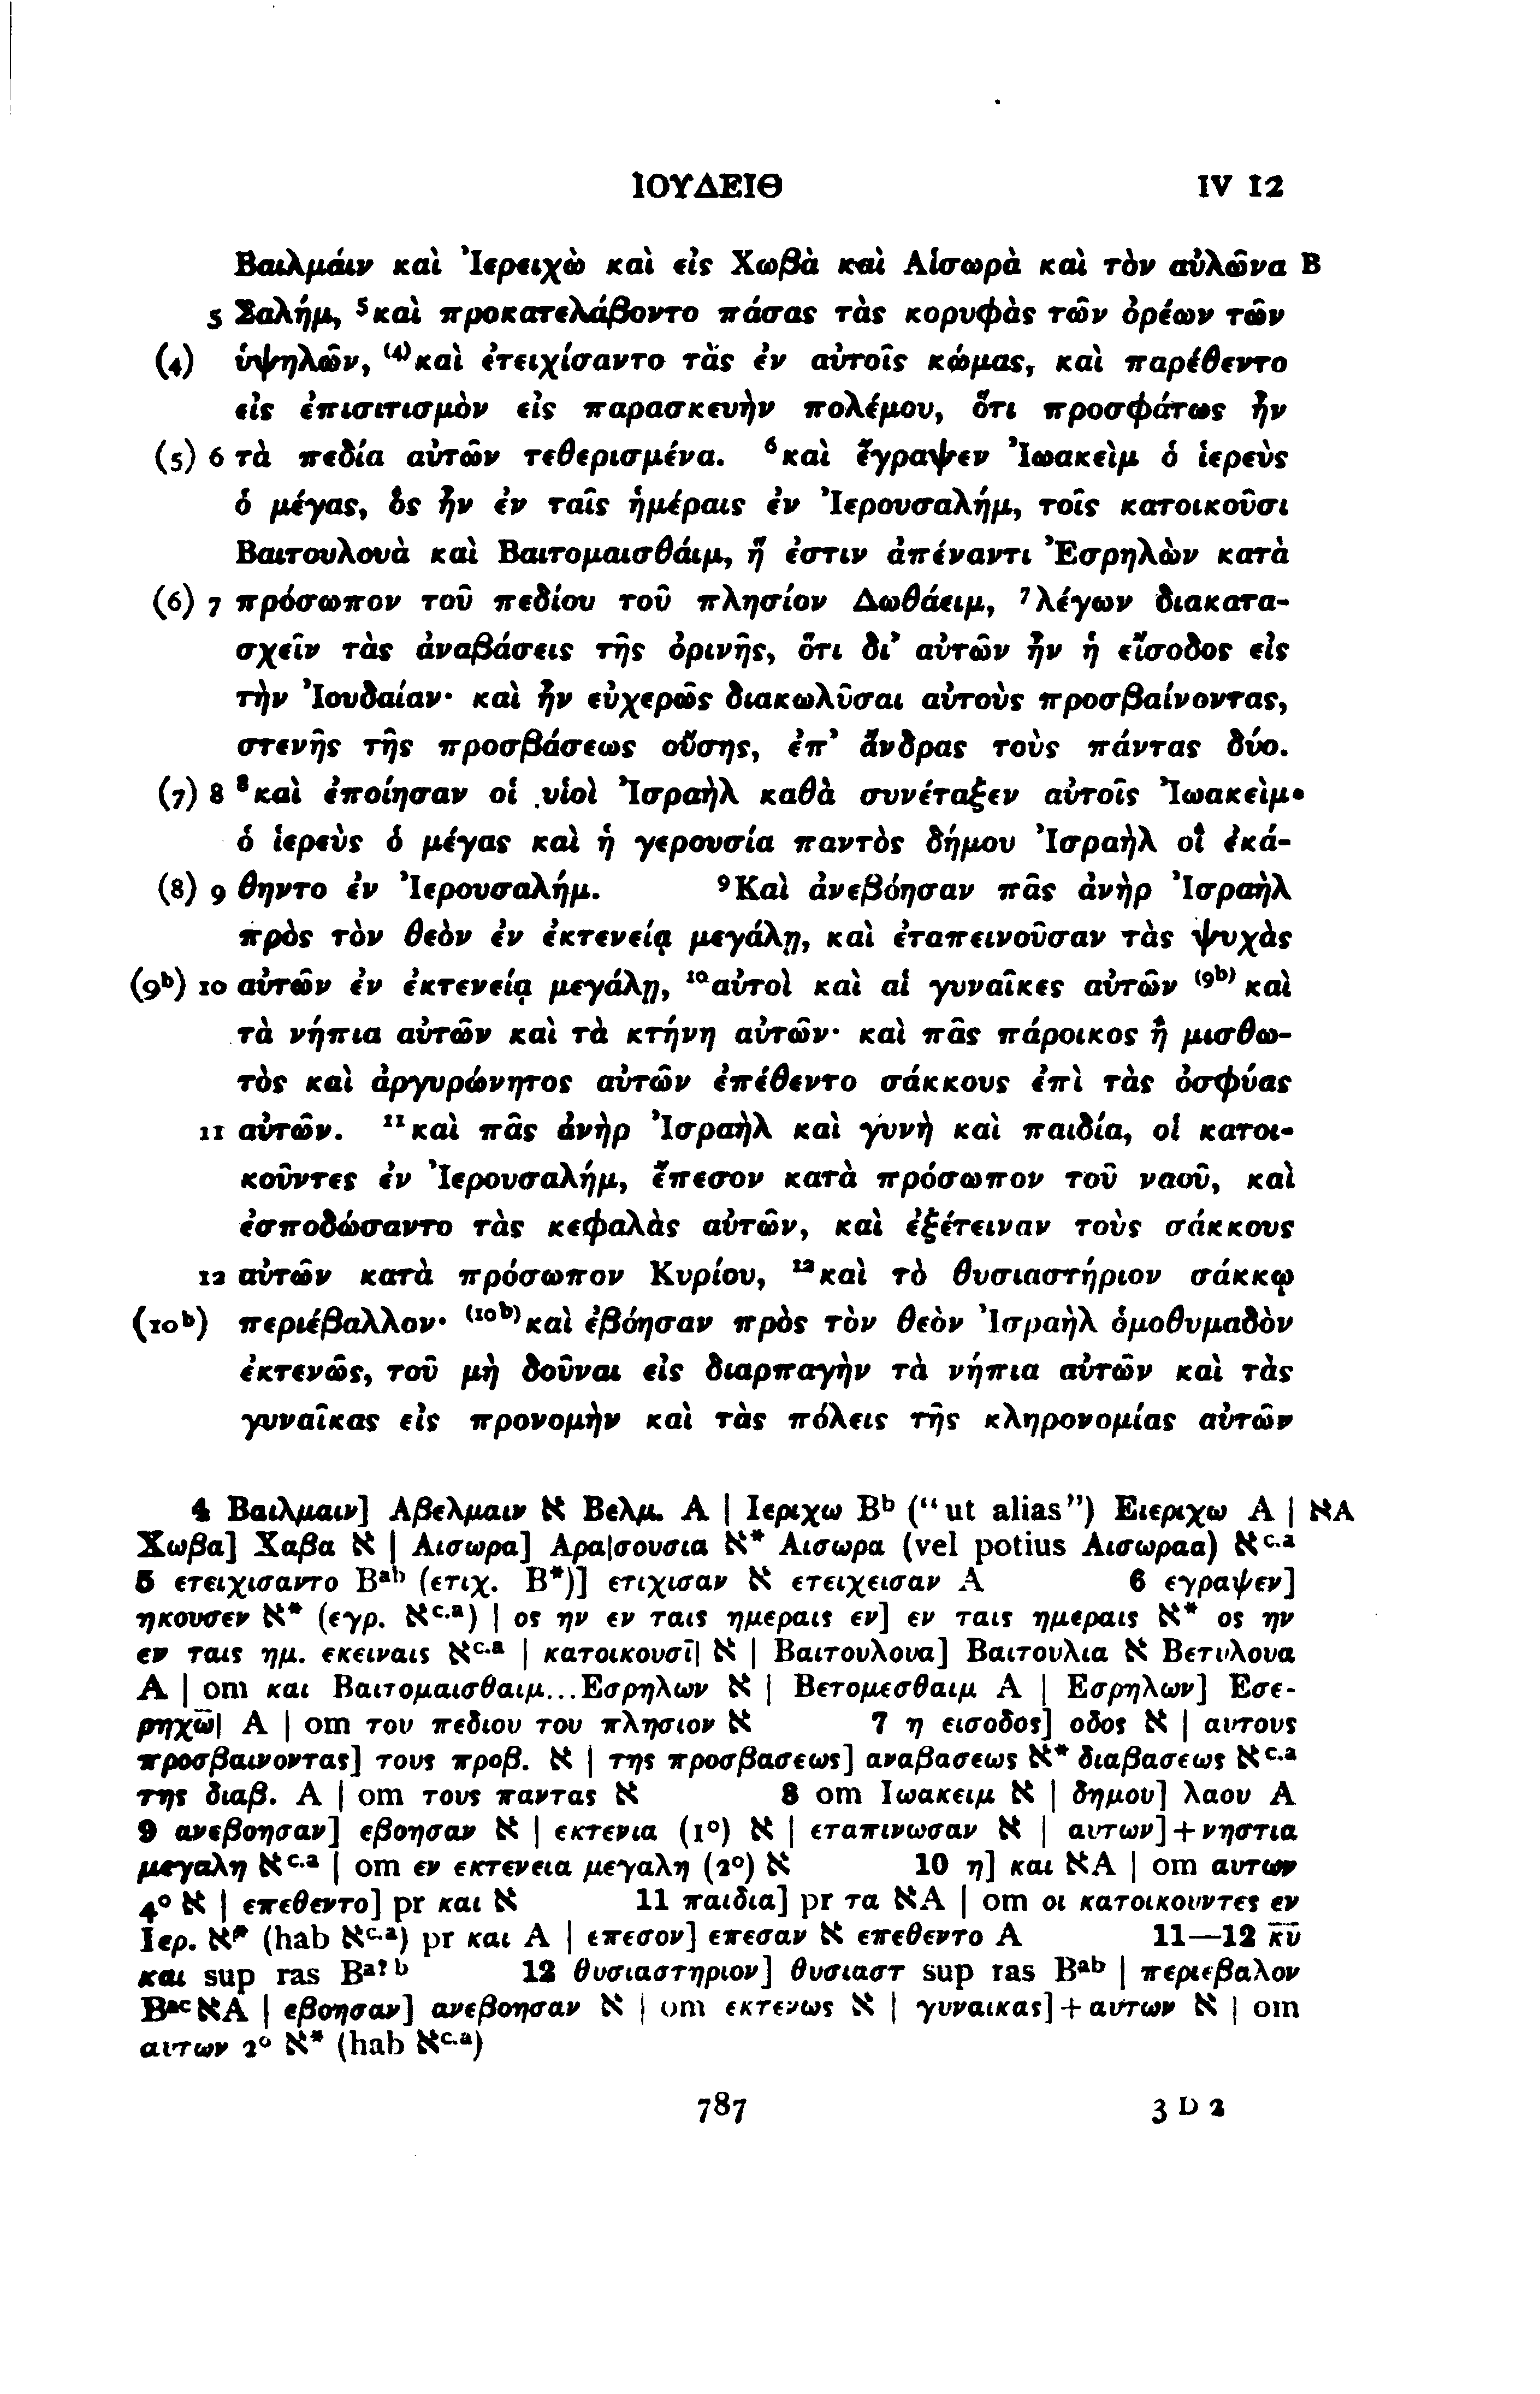 ἸΟΥΔΕΙΘ IV 12
Βαιλμάιν καὶ Ἰερειχὼ καὶ εἰς Χωβὰ καὶ Αἰσωρὰ καὶ τὸν αὐλῶνα B
5 Σαλήμ, ⁵καὶ προκατελάβοντο πάσας τὰς κορυφὰς τῶν ὀρέων τῶν
(4) ὑψηλῶν, ⁽⁴⁾καὶ ἐτειχίσαντο τὰς ἐν αὐτοῖς κώμας, καὶ παρέθεντο
εἰς ἐπισιτισμὸν εἰς παρασκευὴν πολέμου, ὅτι προσφάτως ἦν
(5) 6 τὰ πεδία αὐτῶν τεθερισμένα. ⁶καὶ ἔγραψεν Ἰωακεὶμ ὁ ἱερεὺς
ὁ μέγας, ὃς ἦν ἐν ταῖς ἡμέραις ἐν Ἰερουσαλήμ, τοῖς κατοικοῦσι
Βαιτουλουὰ καὶ Βαιτομαισθάιμ, ἥ ἐστιν ἀπέναντι Ἐσρηλὼν κατὰ
(6) 7 πρόσωπον τοῦ πεδίου τοῦ πλησίον Δωθάειμ, ⁷λέγων διακατα-
σχεῖν τὰς ἀναβάσεις τῆς ὀρινῆς, ὅτι δι᾽ αὐτῶν ἦν ἡ εἴσοδος εἰς
τὴν Ἰουδαίαν· καὶ ἦν εὐχερῶς διακωλῦσαι αὐτοὺς προσβαίνοντας,
στενῆς τῆς προσβάσεως οὔσης, ἐπ᾽ ἄνδρας τοὺς πάντας δύο.
(7) 8 ⁸καὶ ἐποίησαν οἱ υἱοὶ Ἰσραὴλ καθὰ συνέταξεν αὐτοῖς Ἰωακεὶμ
ὁ ἱερεὺς ὁ μέγας καὶ ἡ γερουσία παντὸς δήμου Ἰσραὴλ οἳ ἐκά-
(8) 9 θηντο ἐν Ἰερουσαλήμ. ⁹Καὶ ἀνεβόησαν πᾶς ἀνὴρ Ἰσραὴλ
πρὸς τὸν θεὸν ἐν ἐκτενείᾳ μεγάλῃ, καὶ ἐταπεινοῦσαν τὰς ψυχὰς
(9ᵇ) 10 αὐτῶν ἐν ἐκτενείᾳ μεγάλῃ, ¹⁰αὐτοὶ καὶ αἱ γυναῖκες αὐτῶν ⁽⁹ᵇ⁾καὶ
τὰ νήπια αὐτῶν καὶ τὰ κτήνη αὐτῶν· καὶ πᾶς πάροικος ἢ μισθω-
τὸς καὶ ἀργυρώνητος αὐτῶν ἐπέθεντο σάκκους ἐπὶ τὰς ὀσφύας
11 αὐτῶν. ¹¹καὶ πᾶς ἀνὴρ Ἰσραὴλ καὶ γυνὴ καὶ παιδία, οἱ κατοι-
κοῦντες ἐν Ἰερουσαλήμ, ἔπεσον κατὰ πρόσωπον τοῦ ναοῦ, καὶ
ἐσποδώσαντο τὰς κεφαλὰς αὐτῶν, καὶ ἐξέτειναν τοὺς σάκκους
12 αὐτῶν κατὰ πρόσωπον Κυρίου, ¹²καὶ τὸ θυσιαστήριον σάκκῳ
(10ᵇ) περιέβαλλον· ⁽¹⁰ᵇ⁾καὶ ἐβόησαν πρὸς τὸν θεὸν Ἰσραὴλ ὁμοθυμαδὸν
ἐκτενῶς, τοῦ μὴ δοῦναι εἰς διαρπαγὴν τὰ νήπια αὐτῶν καὶ τὰς
γυναῖκας εἰς προνομὴν καὶ τὰς πόλεις τῆς κληρονομίας αὐτῶν
4 Βαιλμαιν] Αβελμαιν א Βελμ. A | Ιεριχω Bᵇ ("ut alias") Ειεριχω A | אA
Χωβα] Χαβα א | Αισωρα] Αρα|σουσια א* Αισωρα (vel potius Αισωραα) אᶜ·ᵃ
5 ετειχισαντο Bᵃᵇ (ετιχ. B*)] ετιχισαν א ετειχεισαν A 6 εγραψεν]
ηκουσεν א* (εγρ. אᶜ·ᵃ) | ος ην εν ταις ημεραις εν] εν ταις ημεραις א* ος ην
εν ταις ημ. εκειναις אᶜ·ᵃ | κατοικουσῑ| א | Βαιτουλουα] Βαιτουλια א Βετυλουα
A | om και Βαιτομαισθαιμ...Εσρηλων א | Βετομεσθαιμ A | Εσρηλων] Εσε-
ρηχω̄| A | om του πεδιου του πλησιον א 7 η εισοδος] οδος א | αυτους
προσβαινοντας] τους προβ. א | της προσβασεως] αναβασεως א* διαβασεως אᶜ·ᵃ
της διαβ. A | om τους παντας א 8 om Ιωακειμ א | δημου] λαου A
9 ανεβοησαν] εβοησαν א | εκτενια (1°) א | εταπινωσαν א | αυτων]+νηστια
μεγαλη אᶜ·ᵃ | om εν εκτενεια μεγαλη (2°) א 10 η] και אA | om αυτων
4° א | επεθεντο] pr και א 11 παιδια] pr τα אA | om οι κατοικουντες εν
Ιερ. א* (hab אᶜ·ᵃ) pr και A | επεσον] επεσαν א επεθεντο A 11—12 κ̅υ̅
και sup ras Bᵃ?ᵇ 12 θυσιαστηριον] θυσιαστ sup ras Bᵃᵇ | περιεβαλον
BᵃᶜאA | εβοησαν] ανεβοησαν א | om εκτενως א | γυναικας]+αυτων א | om
αυτων 2° א* (hab אᶜ·ᵃ)
787 3 D 2